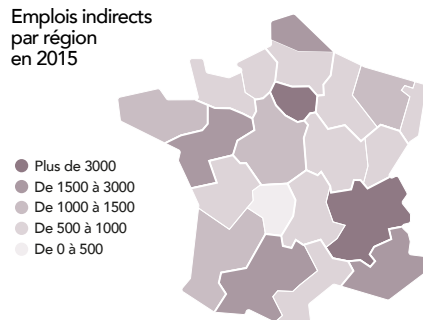 Emplois indirects
par région
en 2015
Plus de 3000
De 1500 à 3000
De 1000 à 1500
De 500 à 1000
De 0 à 500